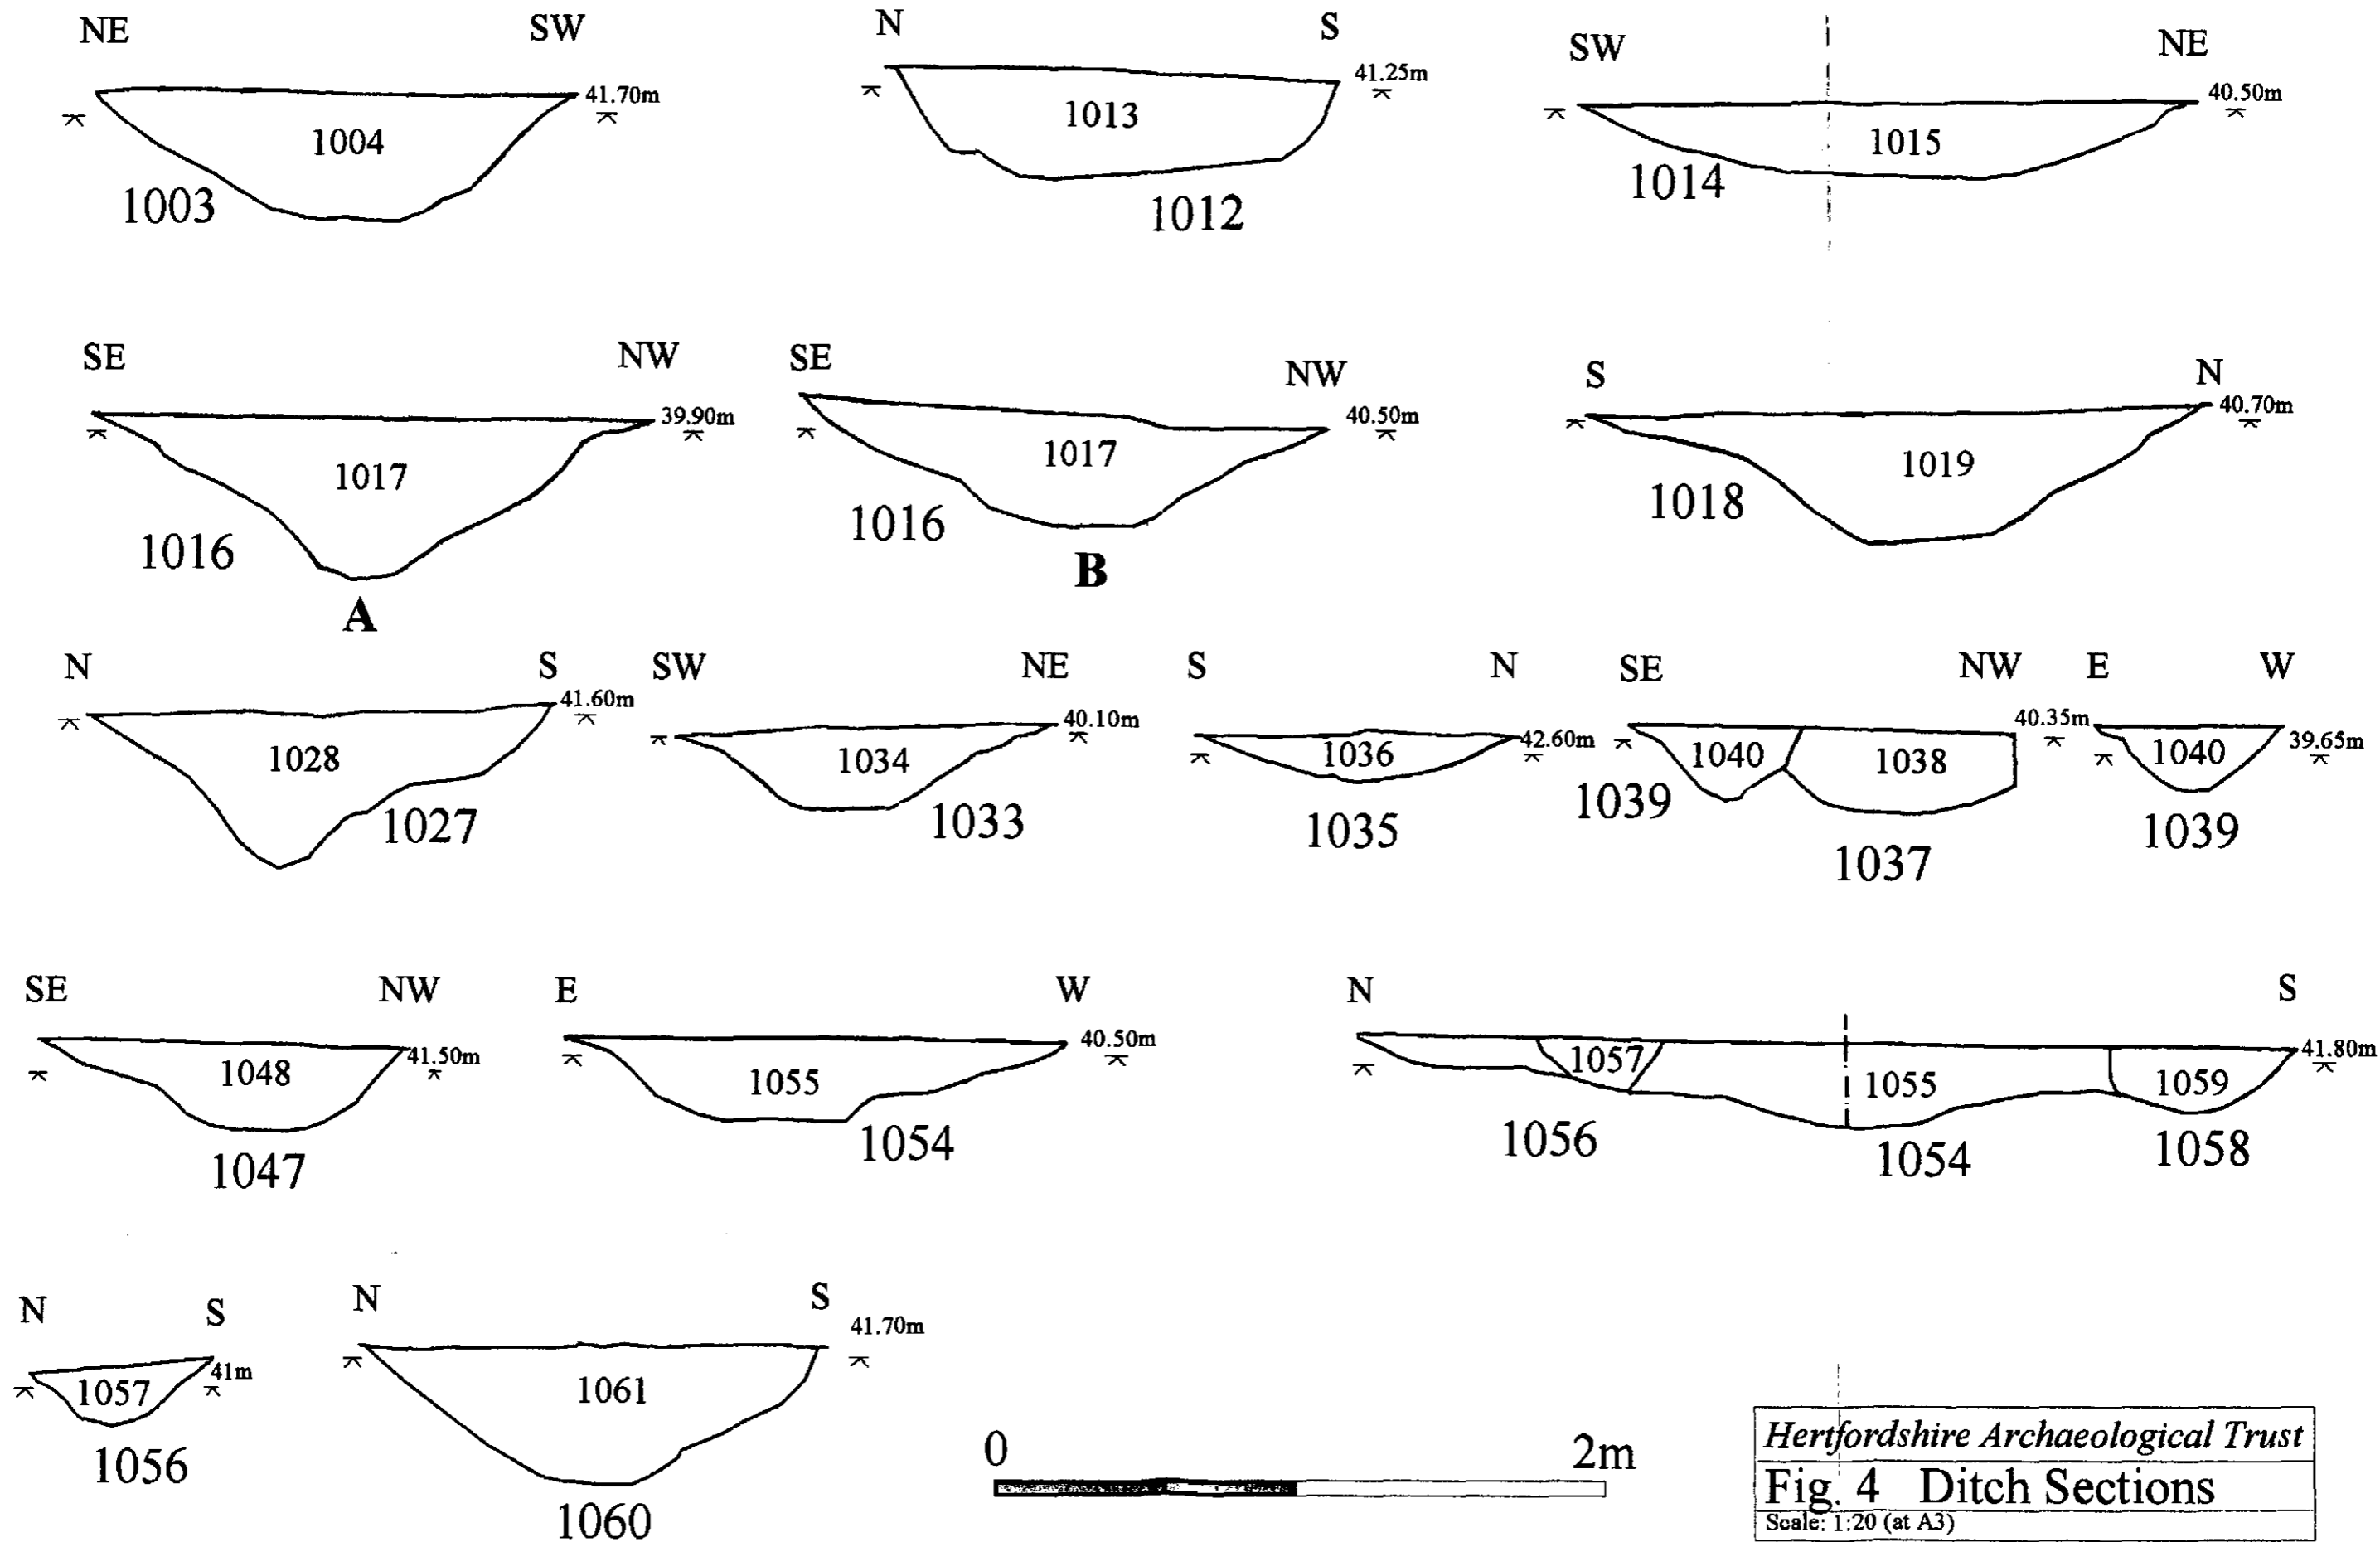 NE SW
41.70m
1004
1003
N S
41.25m
1013
1012
SW NE
40.50m
1015
1014
SE NW
39.90m
1017
1016
A
SE NW
40.50m
1017
1016
B
S N
40.70m
1019
1018
N S
41.60m
1028
1027
SW NE
40.10m
1034
1033
S N
42.60m
1036
1035
SE NW
40.35m
1040 1038
1039
1037
E W
39.65m
1040
1039
SE NW
41.50m
1048
1047
E W
40.50m
1055
1054
N S
41.80m
1057 1055 1059
1056 1054 1058
N S
41m
1057
1056
N S
41.70m
1061
1060
0 2m
Hertfordshire Archaeological Trust
Fig. 4 Ditch Sections
Scale: 1:20 (at A3)